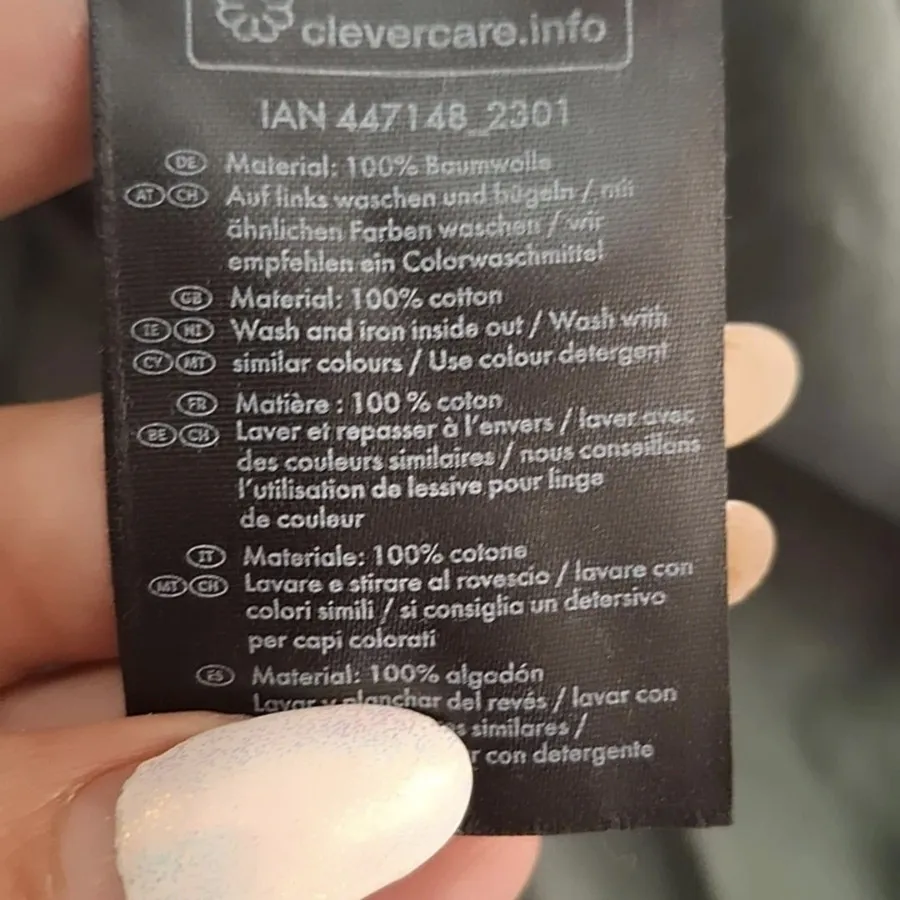 clevercare.info
IAN 447148_2301
DE Material: 100% Baumwolle
AT CH Auf links waschen und bügeln / mit
ähnlichen Farben waschen / wir
empfehlen ein Colorwaschmittel
GB Material: 100% cotton
IE NI Wash and iron inside out / Wash with
CY MT similar colours / Use colour detergent
FR Matière : 100 % coton
BE CH Laver et repasser à l'envers / laver avec
des couleurs similaires / nous conseillons
l'utilisation de lessive pour linge
de couleur
IT Materiale: 100% cotone
MT CH Lavare e stirare al rovescio / lavare con
colori simili / si consiglia un detersivo
per capi colorati
ES Material: 100% algodón
Lavar y planchar del revés / lavar con
similares /
con detergente